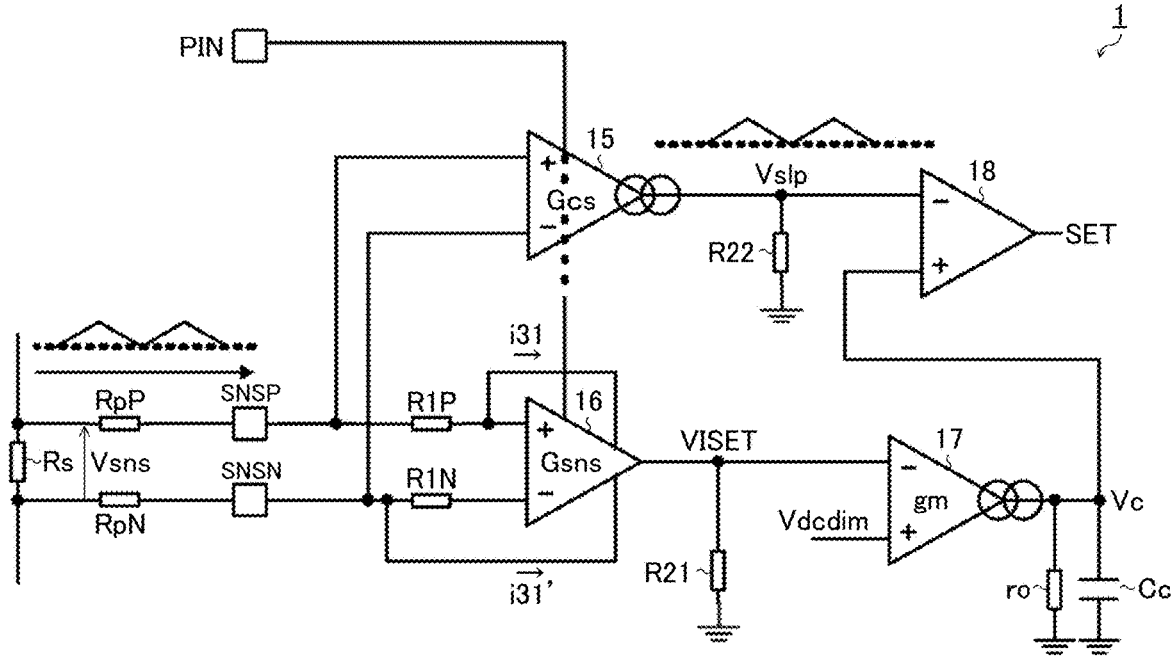 1
PIN
15
+
Gcs
−
Vslp
R22
18
−
+
SET
i31
RpP
SNSP
R1P
16
+
Gsns
−
VISET
17
−
gm
+
Vc
Rs
Vsns
SNSN
R1N
RpN
Vdcdim
R21
i31’
ro
Cc